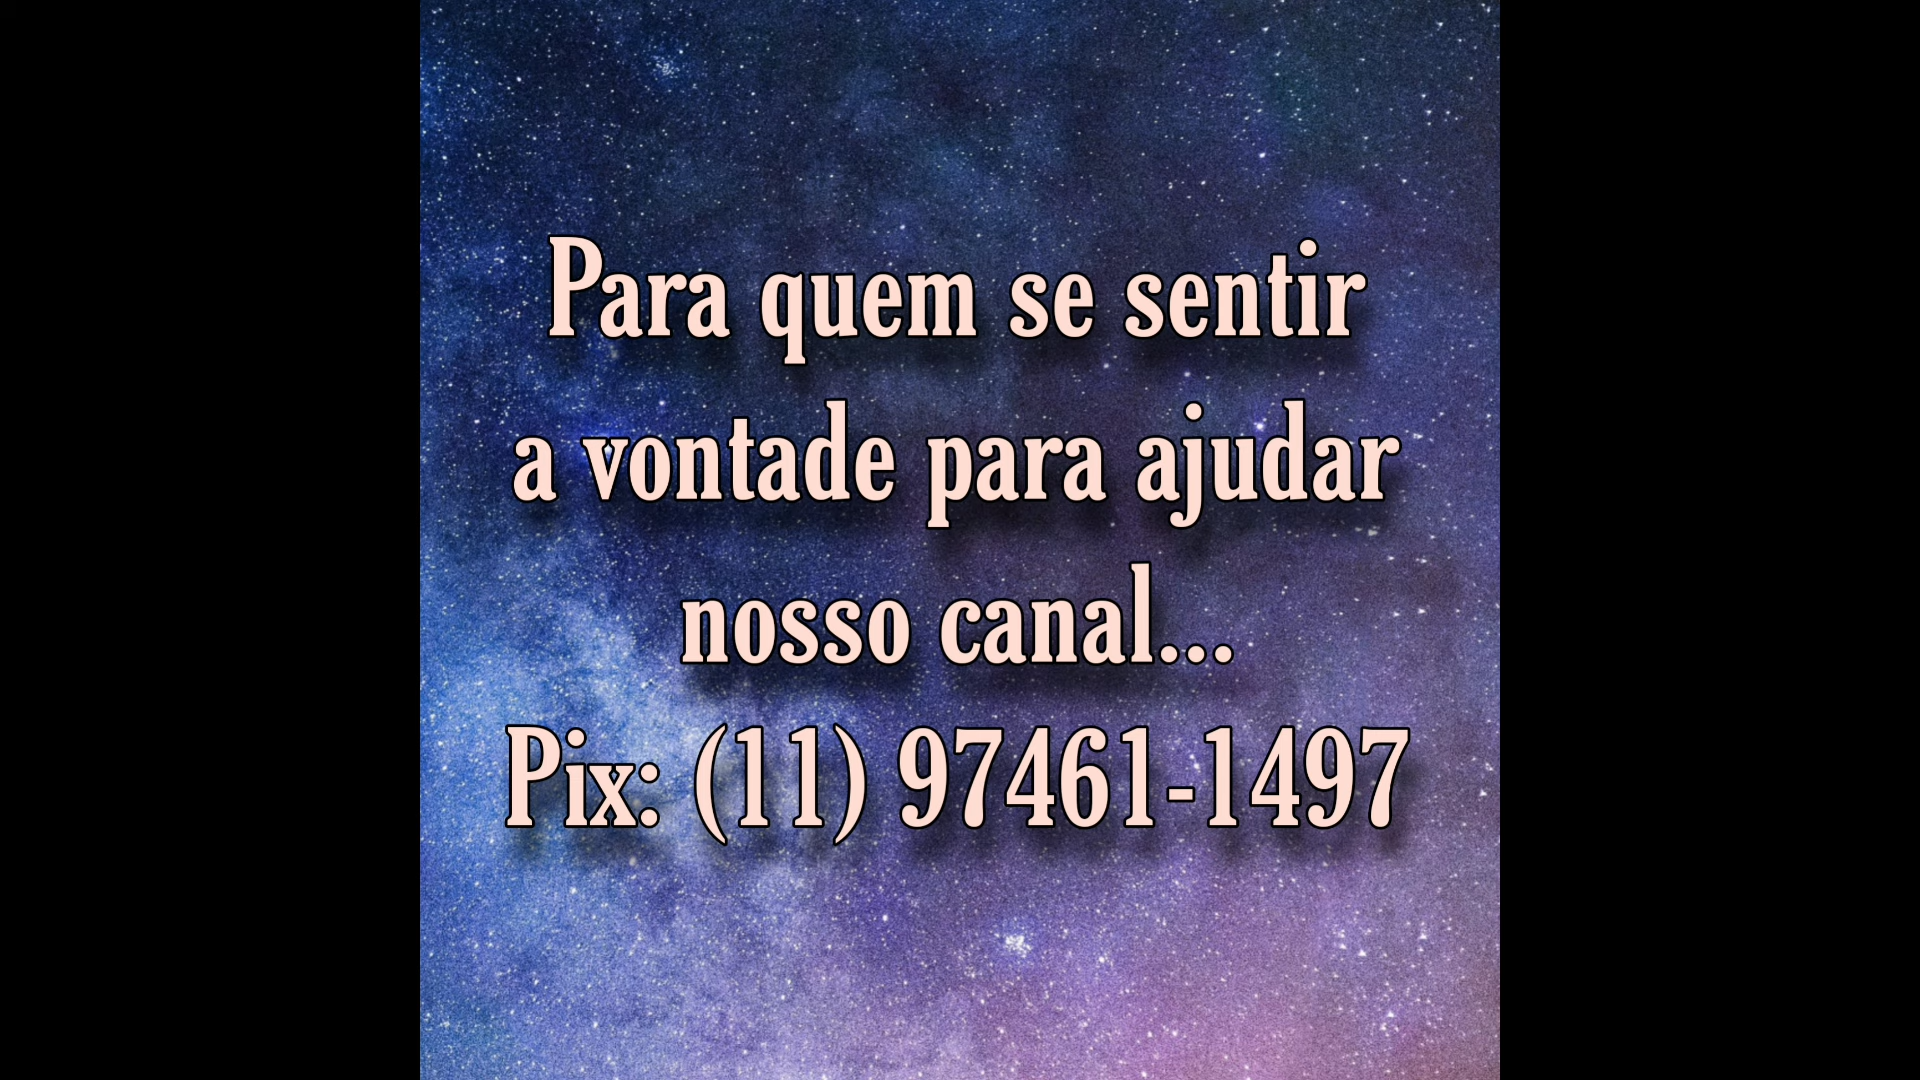 Para quem se sentir
a vontade para ajudar
nosso canal...
Pix: (11) 97461-1497